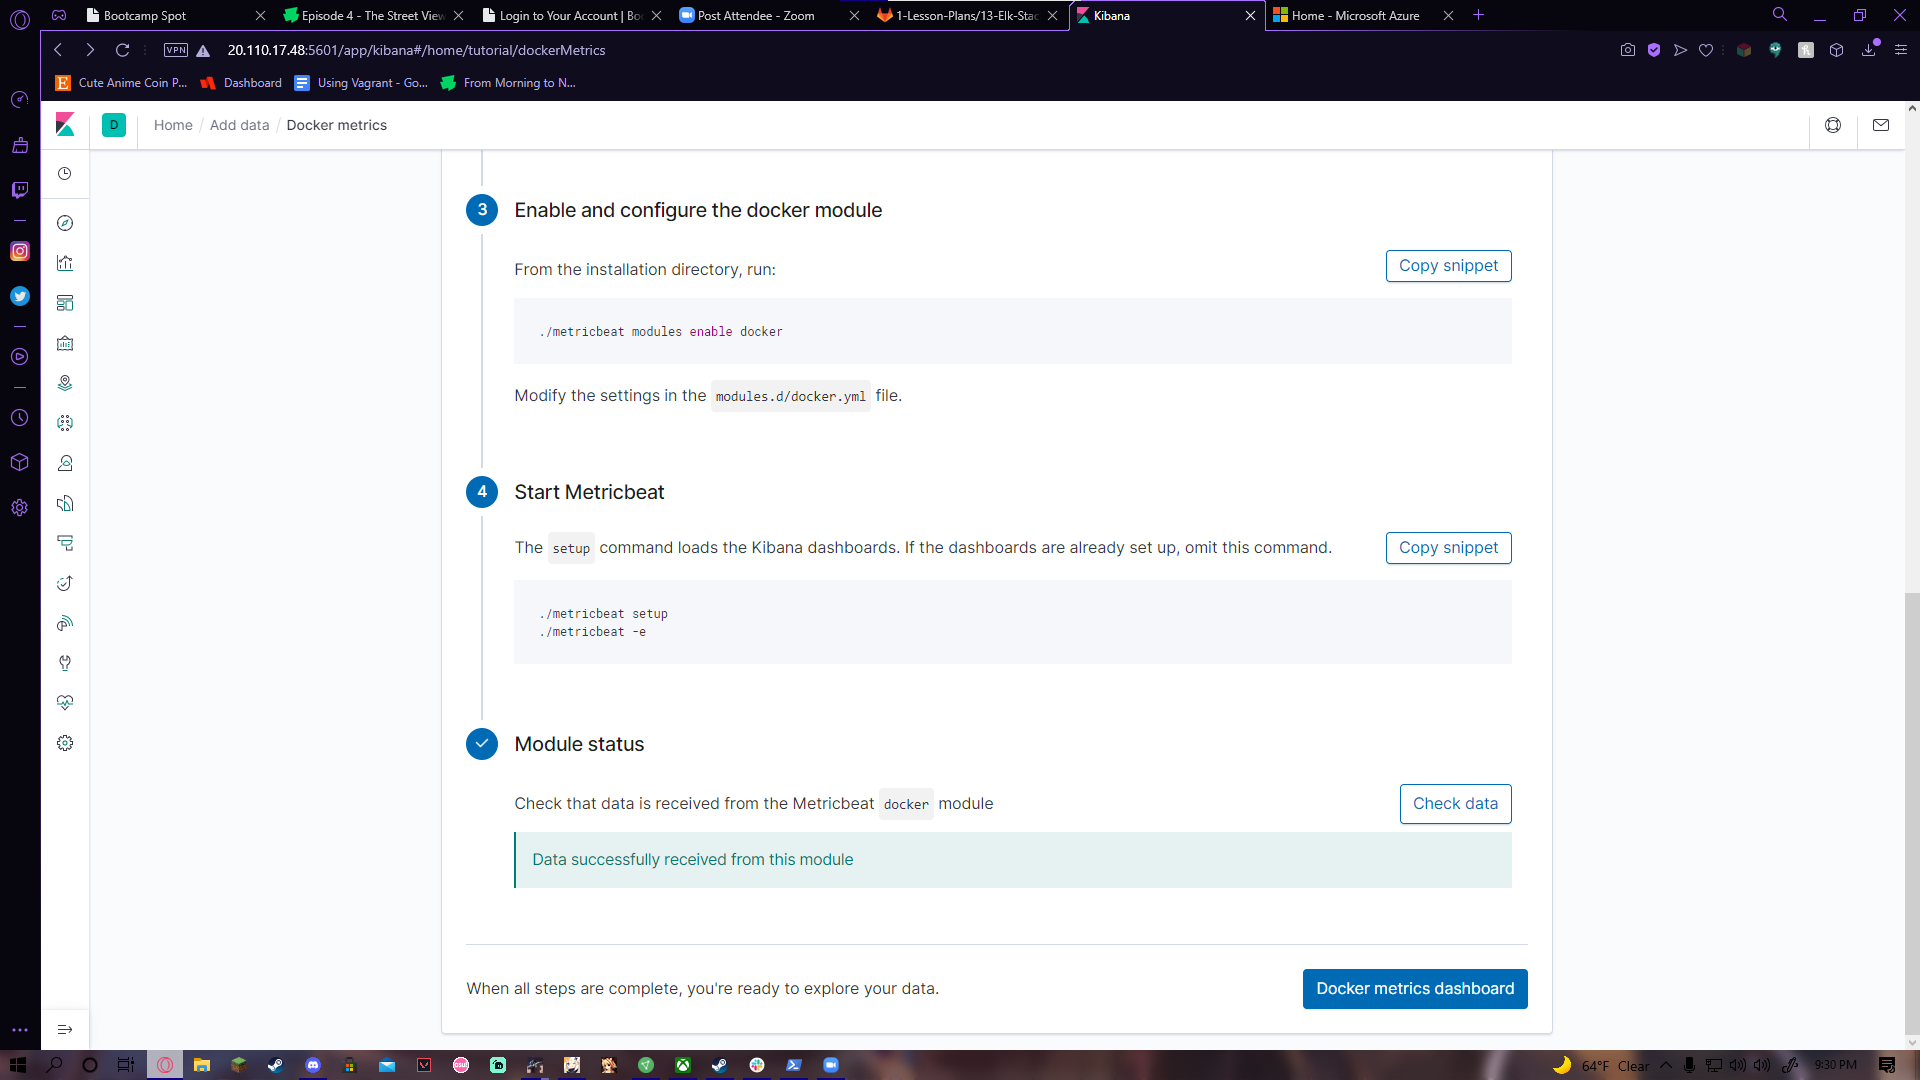 Bootcamp Spot
Episode 4 - The Street View
Login to Your Account | Bo
Post Attendee - Zoom
1-Lesson-Plans/13-Elk-Stac
Kibana
Home - Microsoft Azure
VPN
20.110.17.48:5601/app/kibana#/home/tutorial/dockerMetrics
Cute Anime Coin P...
Dashboard
Using Vagrant - Go...
From Morning to N...
D
Home / Add data / Docker metrics
3 Enable and configure the docker module
From the installation directory, run:
Copy snippet
./metricbeat modules enable docker
Modify the settings in the modules.d/docker.yml file.
4 Start Metricbeat
The setup command loads the Kibana dashboards. If the dashboards are already set up, omit this command.
Copy snippet
./metricbeat setup
./metricbeat -e
Module status
Check that data is received from the Metricbeat docker module
Check data
Data successfully received from this module
When all steps are complete, you're ready to explore your data.
Docker metrics dashboard
64°F Clear
9:30 PM